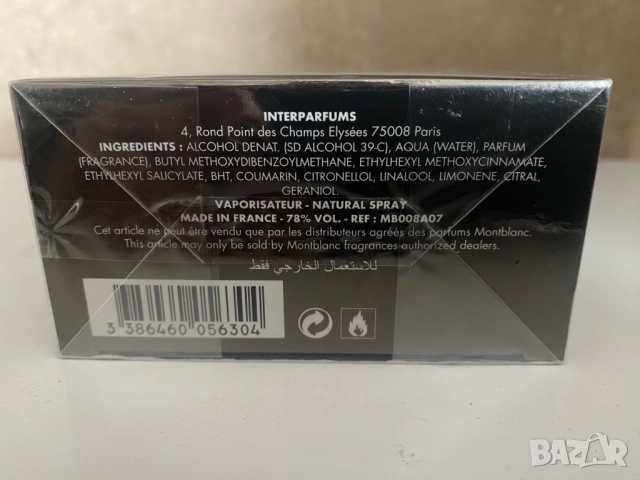 INTERPARFUMS
4, Rond Point des Champs Elysées 75008 Paris
INGREDIENTS : ALCOHOL DENAT. (SD ALCOHOL 39-C), AQUA (WATER), PARFUM
(FRAGRANCE), BUTYL METHOXYDIBENZOYLMETHANE, ETHYLHEXYL METHOXYCINNAMATE,
ETHYLHEXYL SALICYLATE, BHT, COUMARIN, CITRONELLOL, LINALOOL, LIMONENE, CITRAL,
GERANIOL.
VAPORISATEUR - NATURAL SPRAY
MADE IN FRANCE - 78% VOL. - REF : MB008A07
Cet article ne peut être vendu que par les distributeurs agréés des parfums Montblanc.
This article may only be sold by Montblanc fragrances authorized dealers.
للاستعمال الخارجي فقط
3 386460 056304
BAZAR